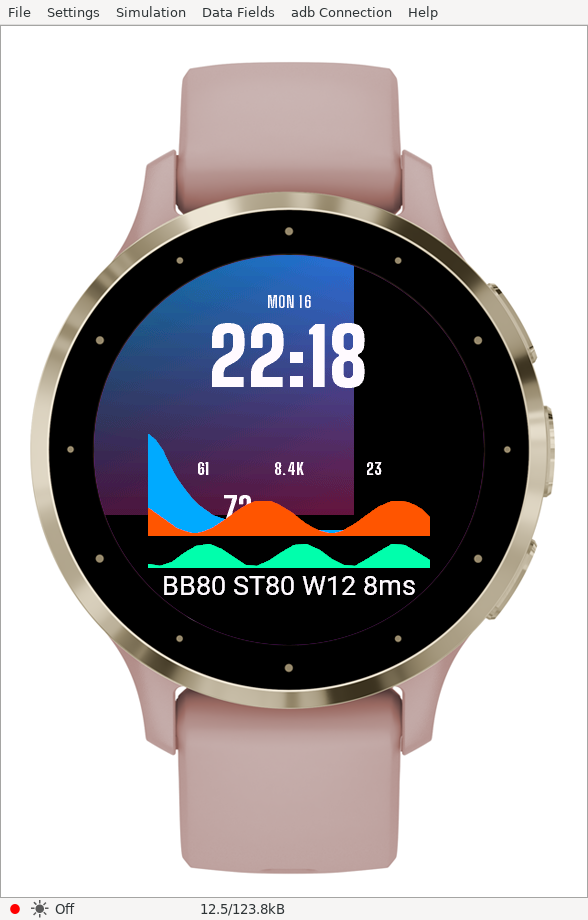 File Settings Simulation Data Fields adb Connection Help
MON 16
22:18
61 8.4K 23
BB80 ST80 W12 8ms
Off 12.5/123.8kB